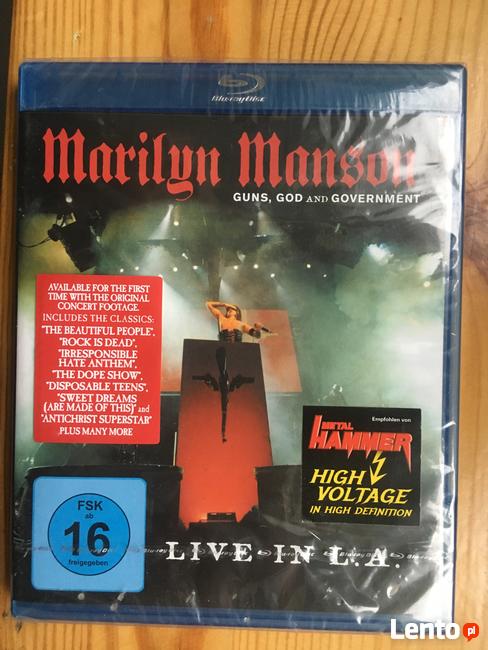 Blu-ray Disc
Marilyn Manson
GUNS, GOD AND GOVERNMENT
AVAILABLE FOR THE FIRST
TIME WITH THE ORIGINAL
CONCERT FOOTAGE.
INCLUDES THE CLASSICS:
"THE BEAUTIFUL PEOPLE",
"ROCK IS DEAD",
"IRRESPONSIBLE
HATE ANTHEM",
"THE DOPE SHOW",
"DISPOSABLE TEENS",
"SWEET DREAMS
(ARE MADE OF THIS)" and
"ANTICHRIST SUPERSTAR"
PLUS MANY MORE
Empfohlen von
METAL
HAMMER
HIGH
VOLTAGE
IN HIGH DEFINITION
FSK
ab
16
freigegeben
LIVE IN L.A.
Lento pl